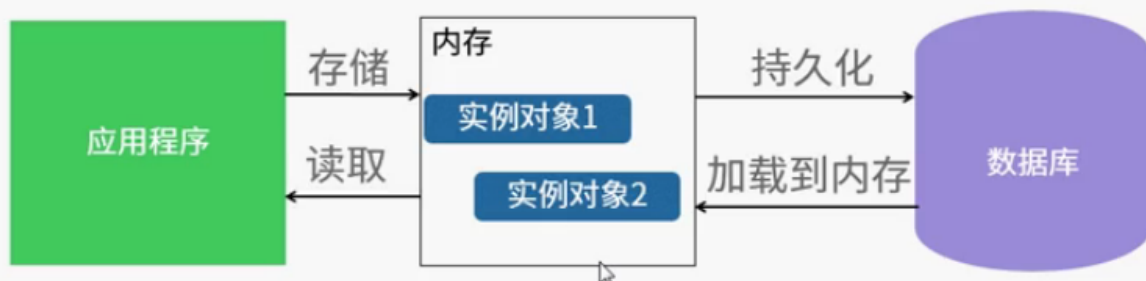 应用程序
存储
读取
内存
实例对象1
实例对象2
持久化
加载到内存
数据库